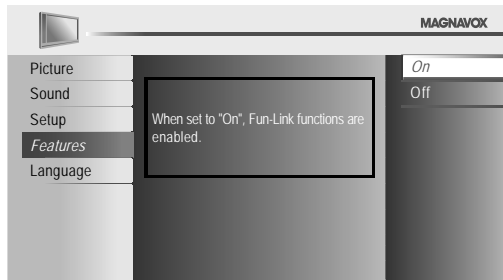 MAGNAVOX
Picture
Sound
Setup
Features
Language
When set to "On", Fun-Link functions are
enabled.
On
Off